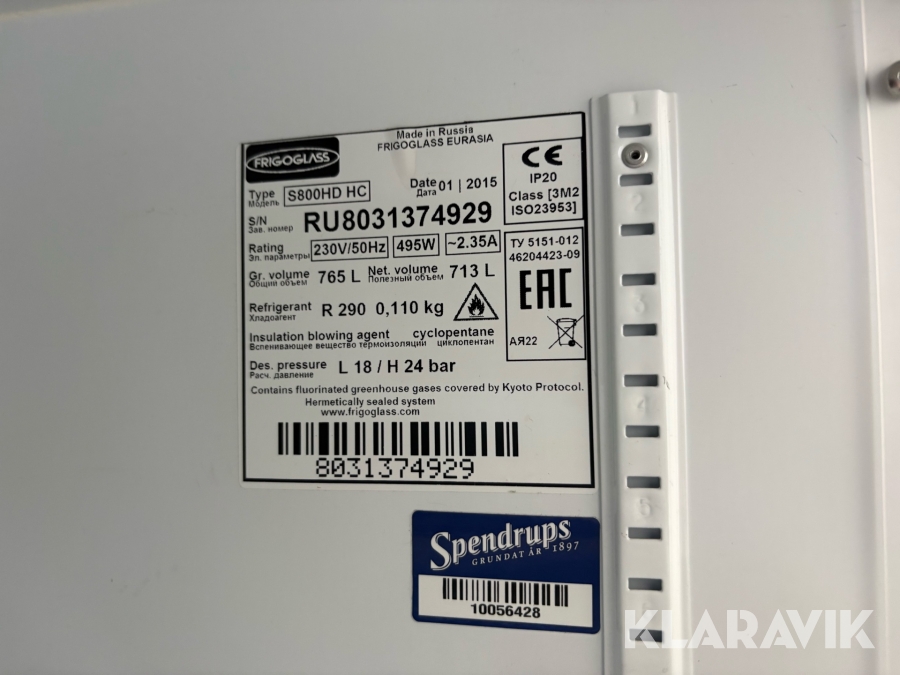 Made in Russia
FRIGOGLASS EURASIA
FRIGOGLASS
Type S800HD HC
Модель
Date 01 | 2015
Дата
CE
IP20
Class [3M2
ISO23953]
S/N RU8031374929
Зав. номер
Rating 230V/50Hz 495W ~2.35A
Эл. параметры
Gr. volume 765 L Net. volume 713 L
Общий объем Полезный объем
Refrigerant R 290 0,110 kg
Хладоагент
Insulation blowing agent cyclopentane
Вспенивающее вещество термоизоляции циклопентан
Des. pressure L 18 / H 24 bar
Расч. давление
ТУ 5151-012
46204423-09
EAC
АЯ22
Contains fluorinated greenhouse gases covered by Kyoto Protocol.
Hermetically sealed system
www.frigoglass.com
8031374929
Spendrups
GRUNDAT ÅR 1897
10056428
1
2
3
4
5
KLARAVIK